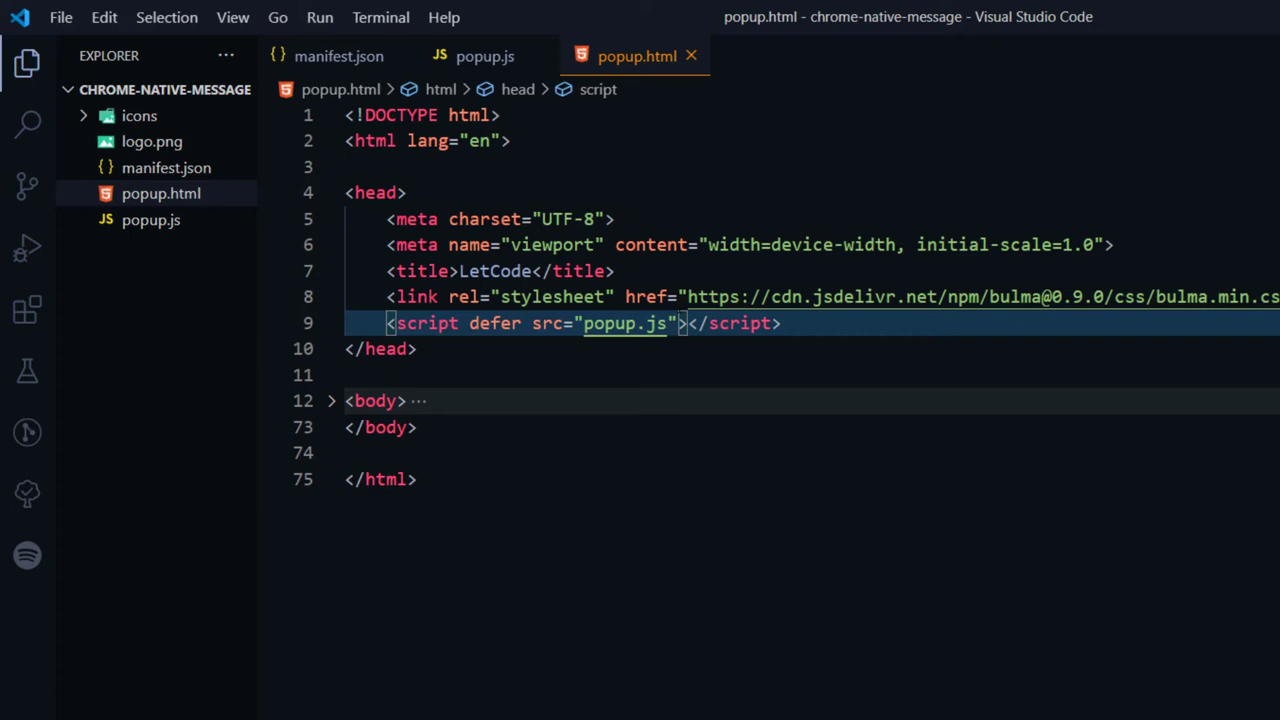 File Edit Selection View Go Run Terminal Help popup.html - chrome-native-message - Visual Studio Code
EXPLORER ···
CHROME-NATIVE-MESSAGE
icons
logo.png
{} manifest.json
popup.html
JS popup.js
{} manifest.json JS popup.js popup.html
popup.html > html > head > script
1 <!DOCTYPE html>
2 <html lang="en">
3
4 <head>
5 <meta charset="UTF-8">
6 <meta name="viewport" content="width=device-width, initial-scale=1.0">
7 <title>LetCode</title>
8 <link rel="stylesheet" href="https://cdn.jsdelivr.net/npm/bulma@0.9.0/css/bulma.min.cs
9 <script defer src="popup.js"></script>
10 </head>
11
12 <body>···
73 </body>
74
75 </html>